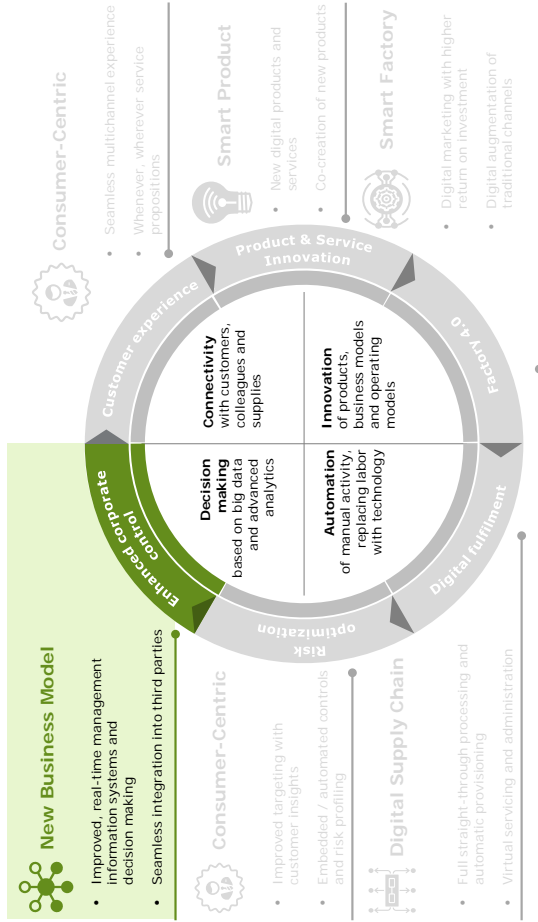 New Business Model
• Improved, real-time management
information systems and
decision making
• Seamless integration into third parties
Consumer-Centric
• Seamless multichannel experience
• Whenever, wherever service
propositions
Consumer-Centric
• Improved targeting with
customer insights
• Embedded / automated controls
and risk profiling
Smart Product
• New digital products and
services
• Co-creation of new products
Digital Supply Chain
• Full straight-through processing and
automatic provisioning
• Virtual servicing and administration
Smart Factory
• Digital marketing with higher
return on investment
• Digital augmentation of
traditional channels
Enhanced corporate
control
Customer experience
Product & Service
Innovation
Factory 4.0
Digital fulfilment
Risk
optimization
Decision
making
based on big data
and advanced
analytics
Connectivity
with customers,
colleagues and
supplies
Automation
of manual activity,
replacing labor
with technology
Innovation
of products,
business models
and operating
models